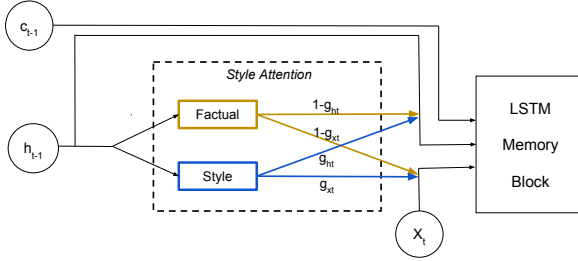 c_{t-1}
Style Attention
Factual
1-g_{ht}
1-g_{xt}
LSTM
Memory
Block
h_{t-1}
Style
g_{ht}
g_{xt}
X_t